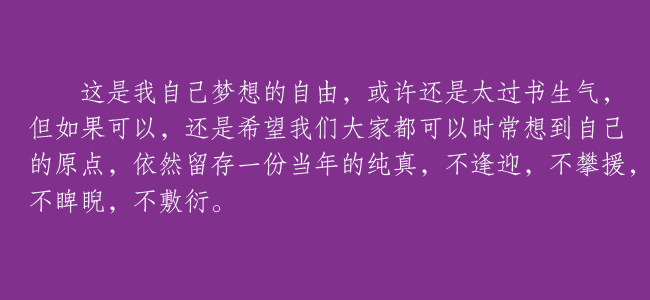 这是我自己梦想的自由，或许还是太过书生气，
但如果可以，还是希望我们大家都可以时常想到自己
的原点，依然留存一份当年的纯真，不逢迎，不攀援，
不睥睨，不敷衍。